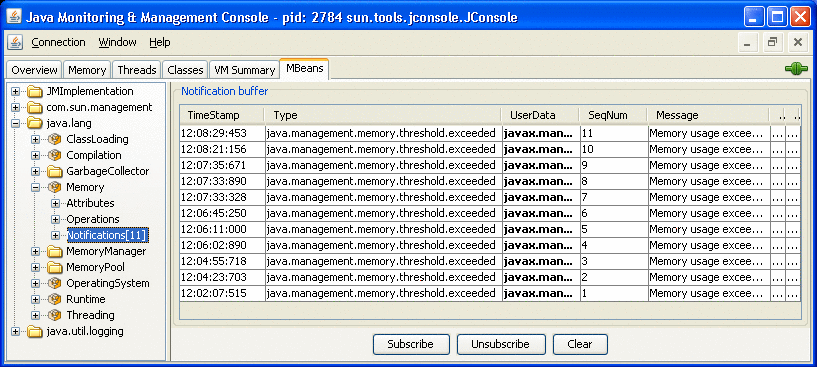 Java Monitoring & Management Console - pid: 2784 sun.tools.jconsole.JConsole
Connection Window Help
Overview Memory Threads Classes VM Summary MBeans
JMImplementation
com.sun.management
java.lang
ClassLoading
Compilation
GarbageCollector
Memory
Attributes
Operations
Notifications[11]
MemoryManager
MemoryPool
OperatingSystem
Runtime
Threading
java.util.logging
Notification buffer
TimeStamp Type UserData SeqNum Message .. ..
12:08:29:453 java.management.memory.threshold.exceeded javax.man... 11 Memory usage excee... ... ...
12:08:21:156 java.management.memory.threshold.exceeded javax.man... 10 Memory usage excee... ... ...
12:07:35:671 java.management.memory.threshold.exceeded javax.man... 9 Memory usage excee... ... ...
12:07:33:890 java.management.memory.threshold.exceeded javax.man... 8 Memory usage excee... ... ...
12:07:33:328 java.management.memory.threshold.exceeded javax.man... 7 Memory usage excee... ... ...
12:06:45:250 java.management.memory.threshold.exceeded javax.man... 6 Memory usage excee... ... ...
12:06:11:000 java.management.memory.threshold.exceeded javax.man... 5 Memory usage excee... ... ...
12:06:02:890 java.management.memory.threshold.exceeded javax.man... 4 Memory usage excee... ... ...
12:04:55:718 java.management.memory.threshold.exceeded javax.man... 3 Memory usage excee... ... ...
12:04:23:703 java.management.memory.threshold.exceeded javax.man... 2 Memory usage excee... ... ...
12:02:07:515 java.management.memory.threshold.exceeded javax.man... 1 Memory usage excee... ... ...
Subscribe Unsubscribe Clear